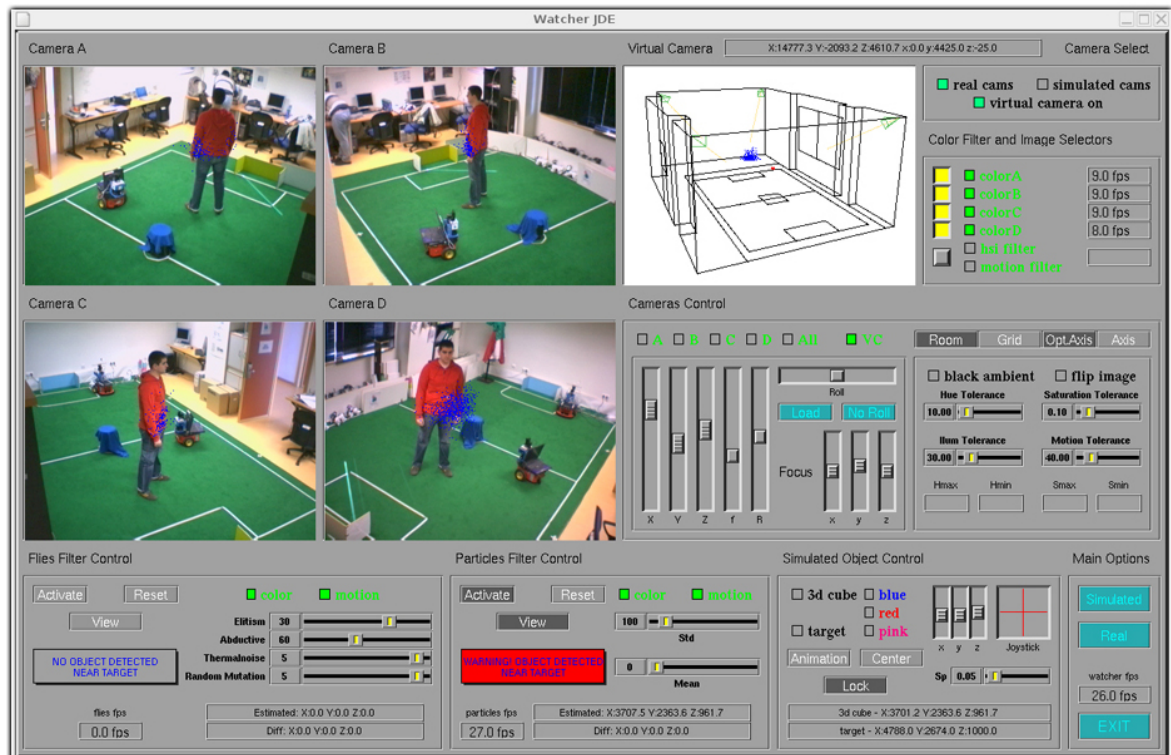 Watcher JDE
Camera A
Camera B
Virtual Camera
X:14777.3 Y:-2093.2 Z:4610.7 x:0.0 y:4425.0 z:-25.0
Camera Select
real cams
simulated cams
virtual camera on
Color Filter and Image Selectors
colorA
9.0 fps
colorB
9.0 fps
colorC
9.0 fps
colorD
8.0 fps
hsi filter
motion filter
Camera C
Camera D
Cameras Control
A
B
C
D
All
VC
Room
Grid
Opt.Axis
Axis
Roll
Load
No Roll
Focus
X
Y
Z
f
R
x
y
z
black ambient
flip image
Hue Tolerance
Saturation Tolerance
10.00
0.10
Ilum Tolerance
Motion Tolerance
30.00
40.00
Hmax
Hmin
Smax
Smin
Flies Filter Control
Activate
Reset
color
motion
View
Elitism
30
Abductive
60
Thermalnoise
5
Random Mutation
5
NO OBJECT DETECTED
NEAR TARGET
flies fps
0.0 fps
Estimated: X:0.0 Y:0.0 Z:0.0
Diff: X:0.0 Y:0.0 Z:0.0
Particles Filter Control
Activate
Reset
color
motion
View
100
Std
WARNING! OBJECT DETECTED
NEAR TARGET
0
Mean
particles fps
27.0 fps
Estimated: X:3707.5 Y:2363.6 Z:961.7
Diff: X:0.0 Y:0.0 Z:0.0
Simulated Object Control
3d cube
blue
red
target
pink
Animation
Center
Lock
x
y
z
Joystick
Sp
0.05
3d cube - X:3701.2 Y:2363.6 Z:961.7
target - X:4788.0 Y:2674.0 Z:1000.0
Main Options
Simulated
Real
watcher fps
26.0 fps
EXIT